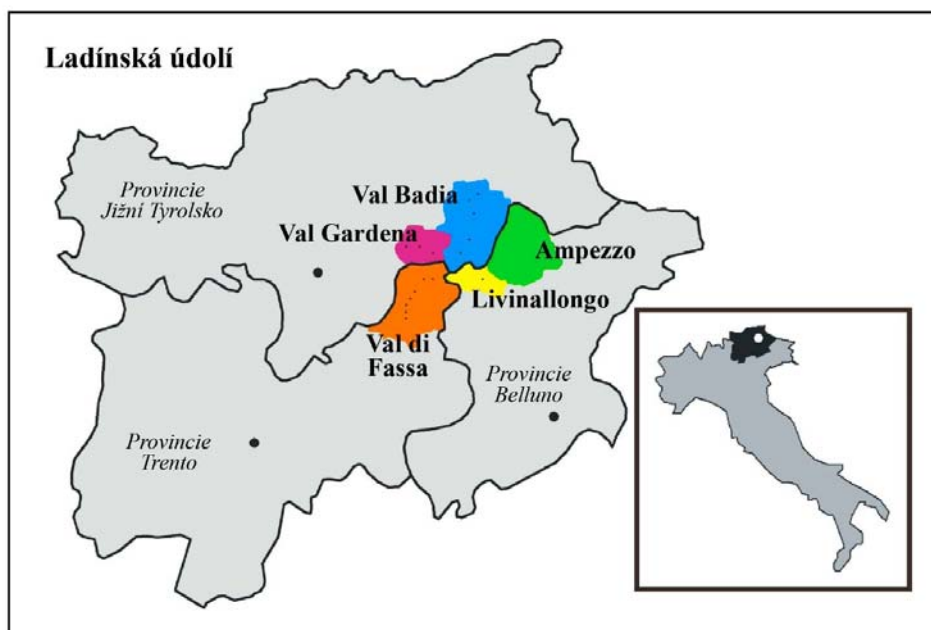 Ladínská údolí
Provincie
Jižní Tyrolsko
Val Badia
Val Gardena
Ampezzo
Livinallongo
Val di
Fassa
Provincie
Belluno
Provincie
Trento